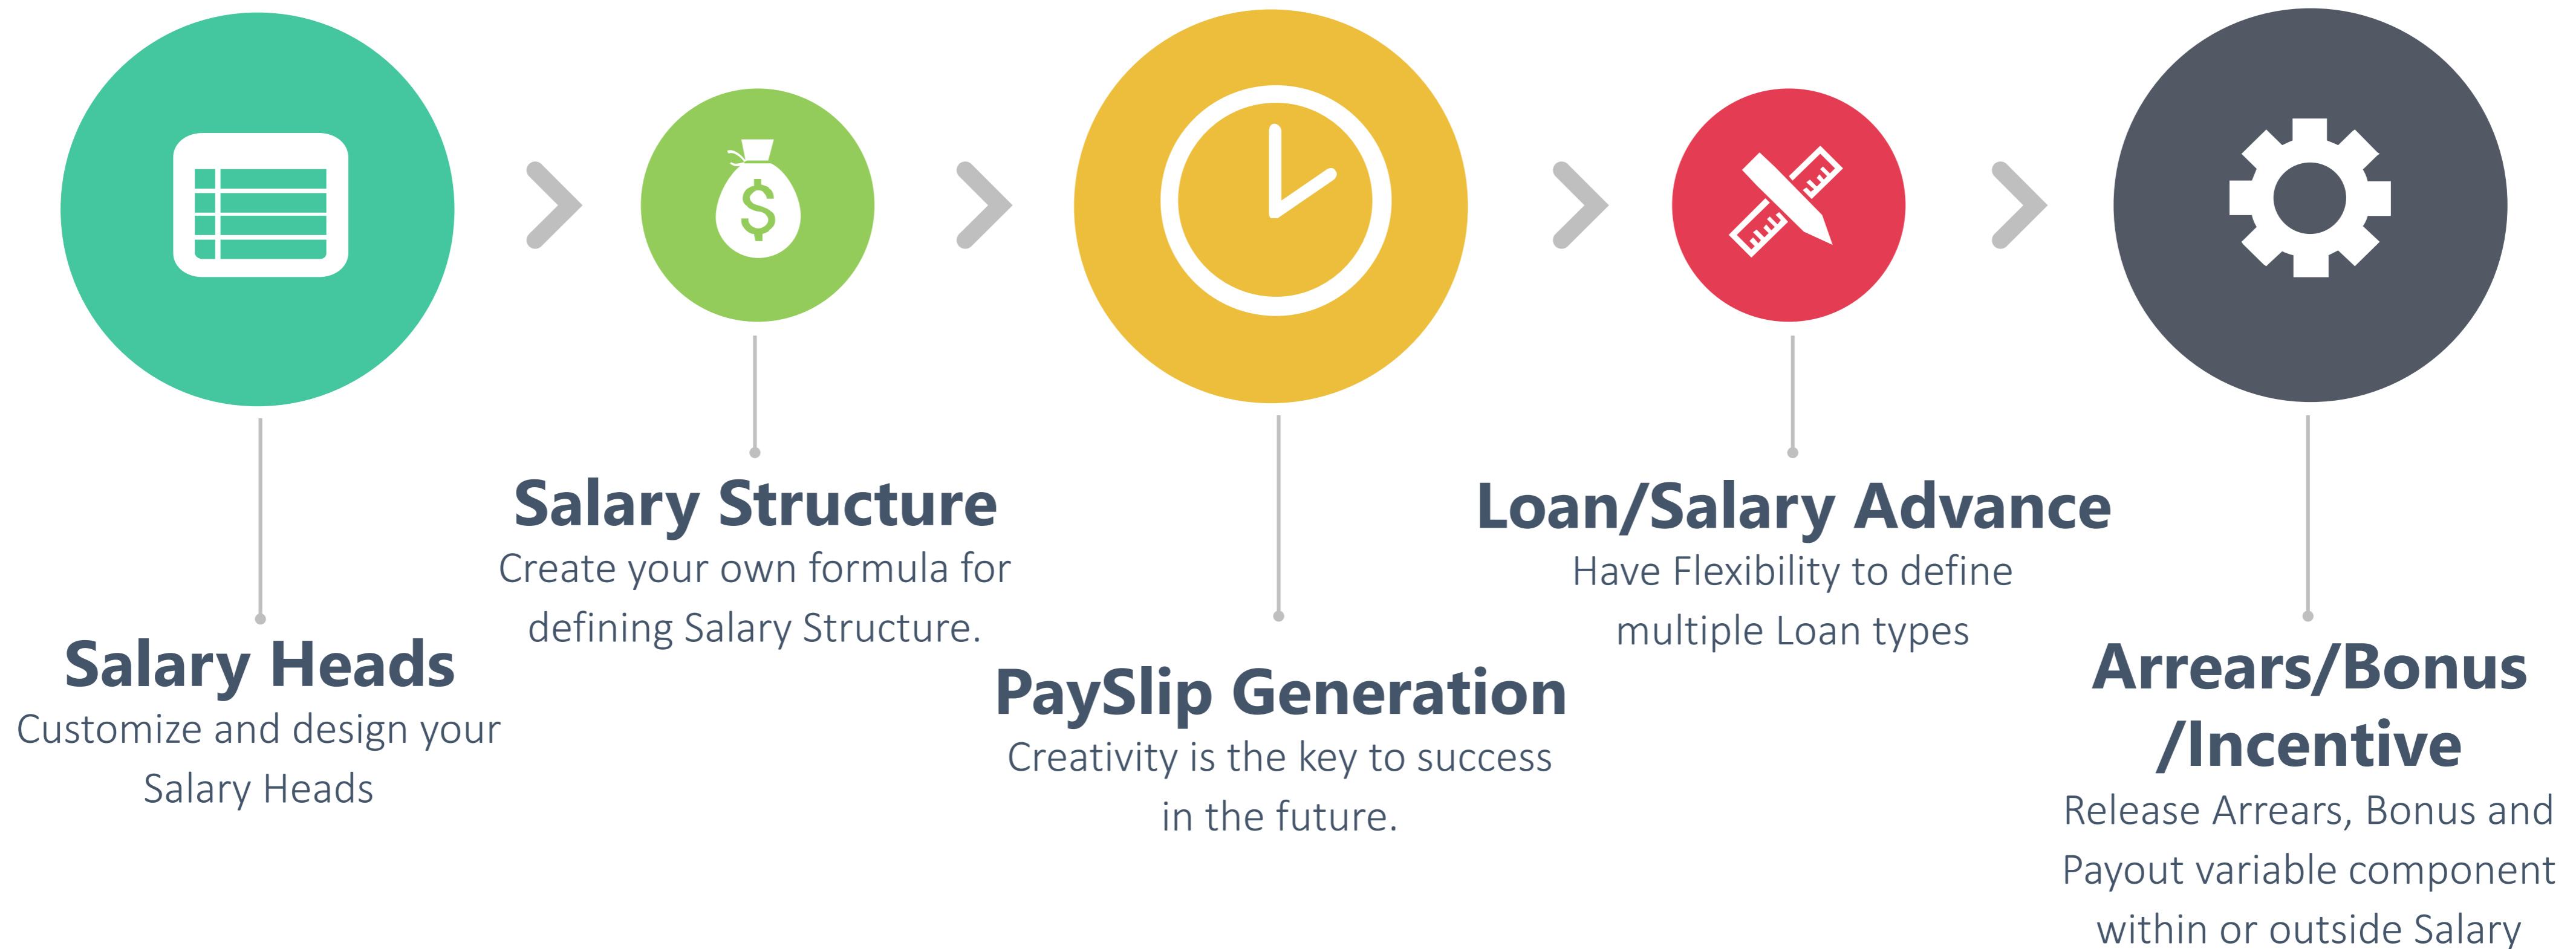 Salary Heads
Customize and design your
Salary Heads
$
Salary Structure
Create your own formula for
defining Salary Structure.
PaySlip Generation
Creativity is the key to success
in the future.
Loan/Salary Advance
Have Flexibility to define
multiple Loan types
Arrears/Bonus
/Incentive
Release Arrears, Bonus and
Payout variable component
within or outside Salary